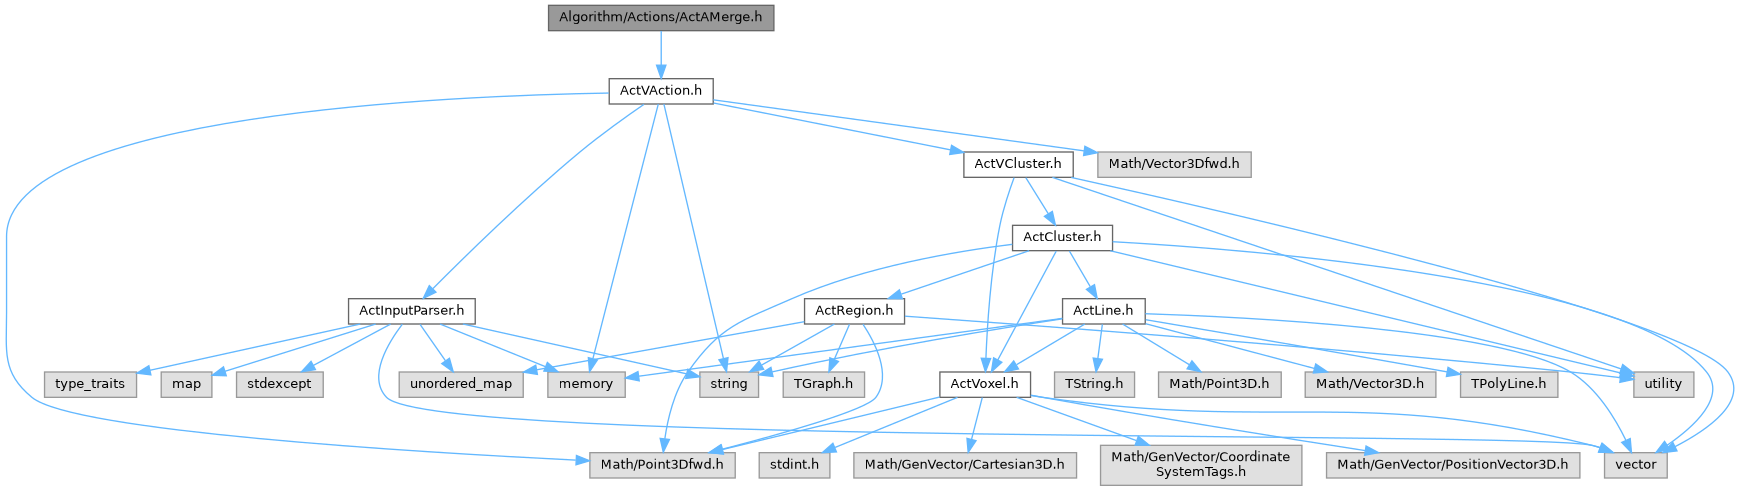 Algorithm/Actions/ActAMerge.h
ActVAction.h
ActVCluster.h
Math/Vector3Dfwd.h
ActCluster.h
ActInputParser.h
ActRegion.h
ActLine.h
type_traits
map
stdexcept
unordered_map
memory
string
TGraph.h
ActVoxel.h
TString.h
Math/Point3D.h
Math/Vector3D.h
TPolyLine.h
utility
Math/Point3Dfwd.h
stdint.h
Math/GenVector/Cartesian3D.h
Math/GenVector/Coordinate
SystemTags.h
Math/GenVector/PositionVector3D.h
vector